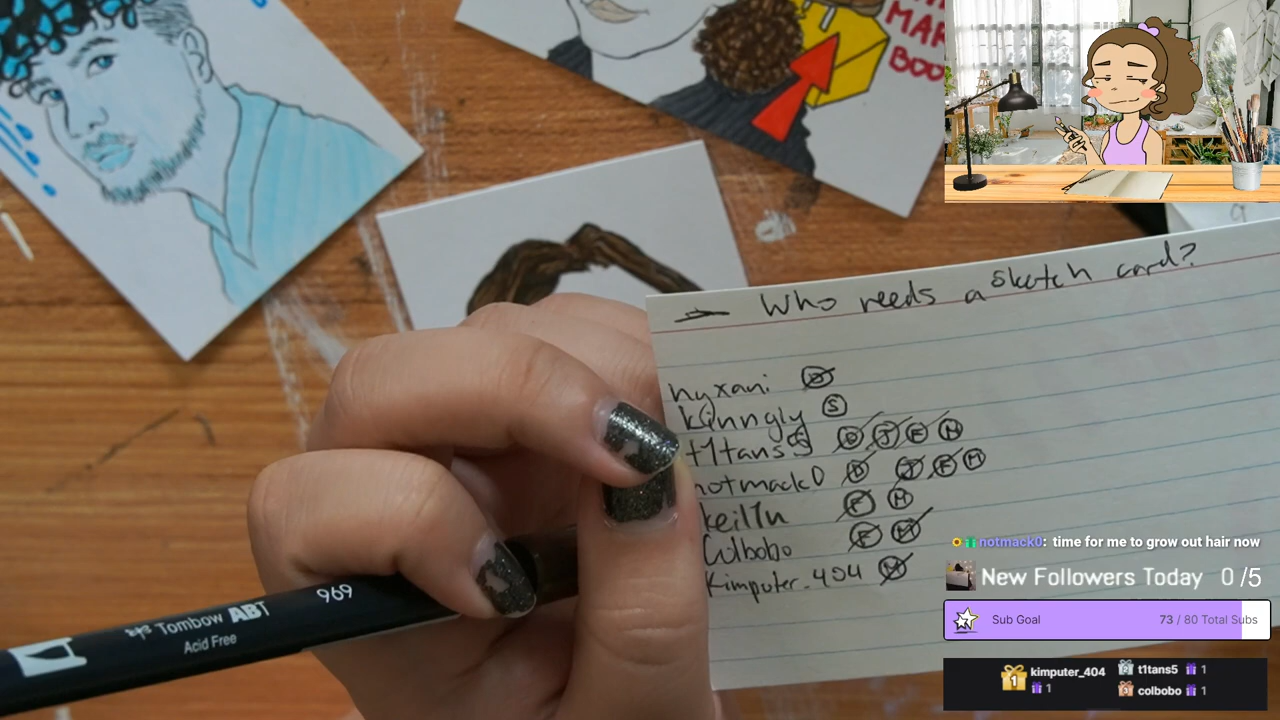 MAR
BOO
Who needs a sketch card?
nyxani
kinngly S
t1tans5 D J F M
notmack0 D J F M
keil1n F M
Colbobo F M
kimputer_404 M
Tombow ABT 969
Acid Free
notmack0: time for me to grow out hair now
New Followers Today 0 /5
Sub Goal 73 / 80 Total Subs
1 kimputer_404 1
t1tans5 1
colbobo 1